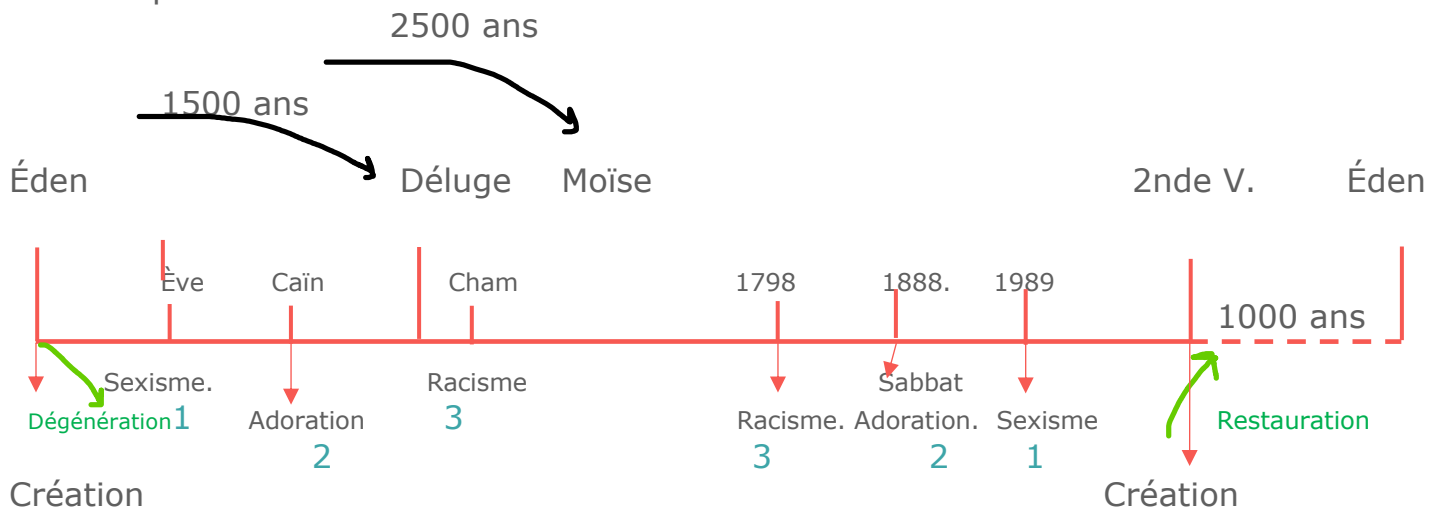 2500 ans
1500 ans
Éden Déluge Moïse 2nde V. Éden
Ève Caïn Cham 1798 1888. 1989
1000 ans
Sexisme. Racisme Sabbat
Dégénération 1 Adoration 3 Racisme. Adoration. Sexisme Restauration
2 3 2 1
Création Création